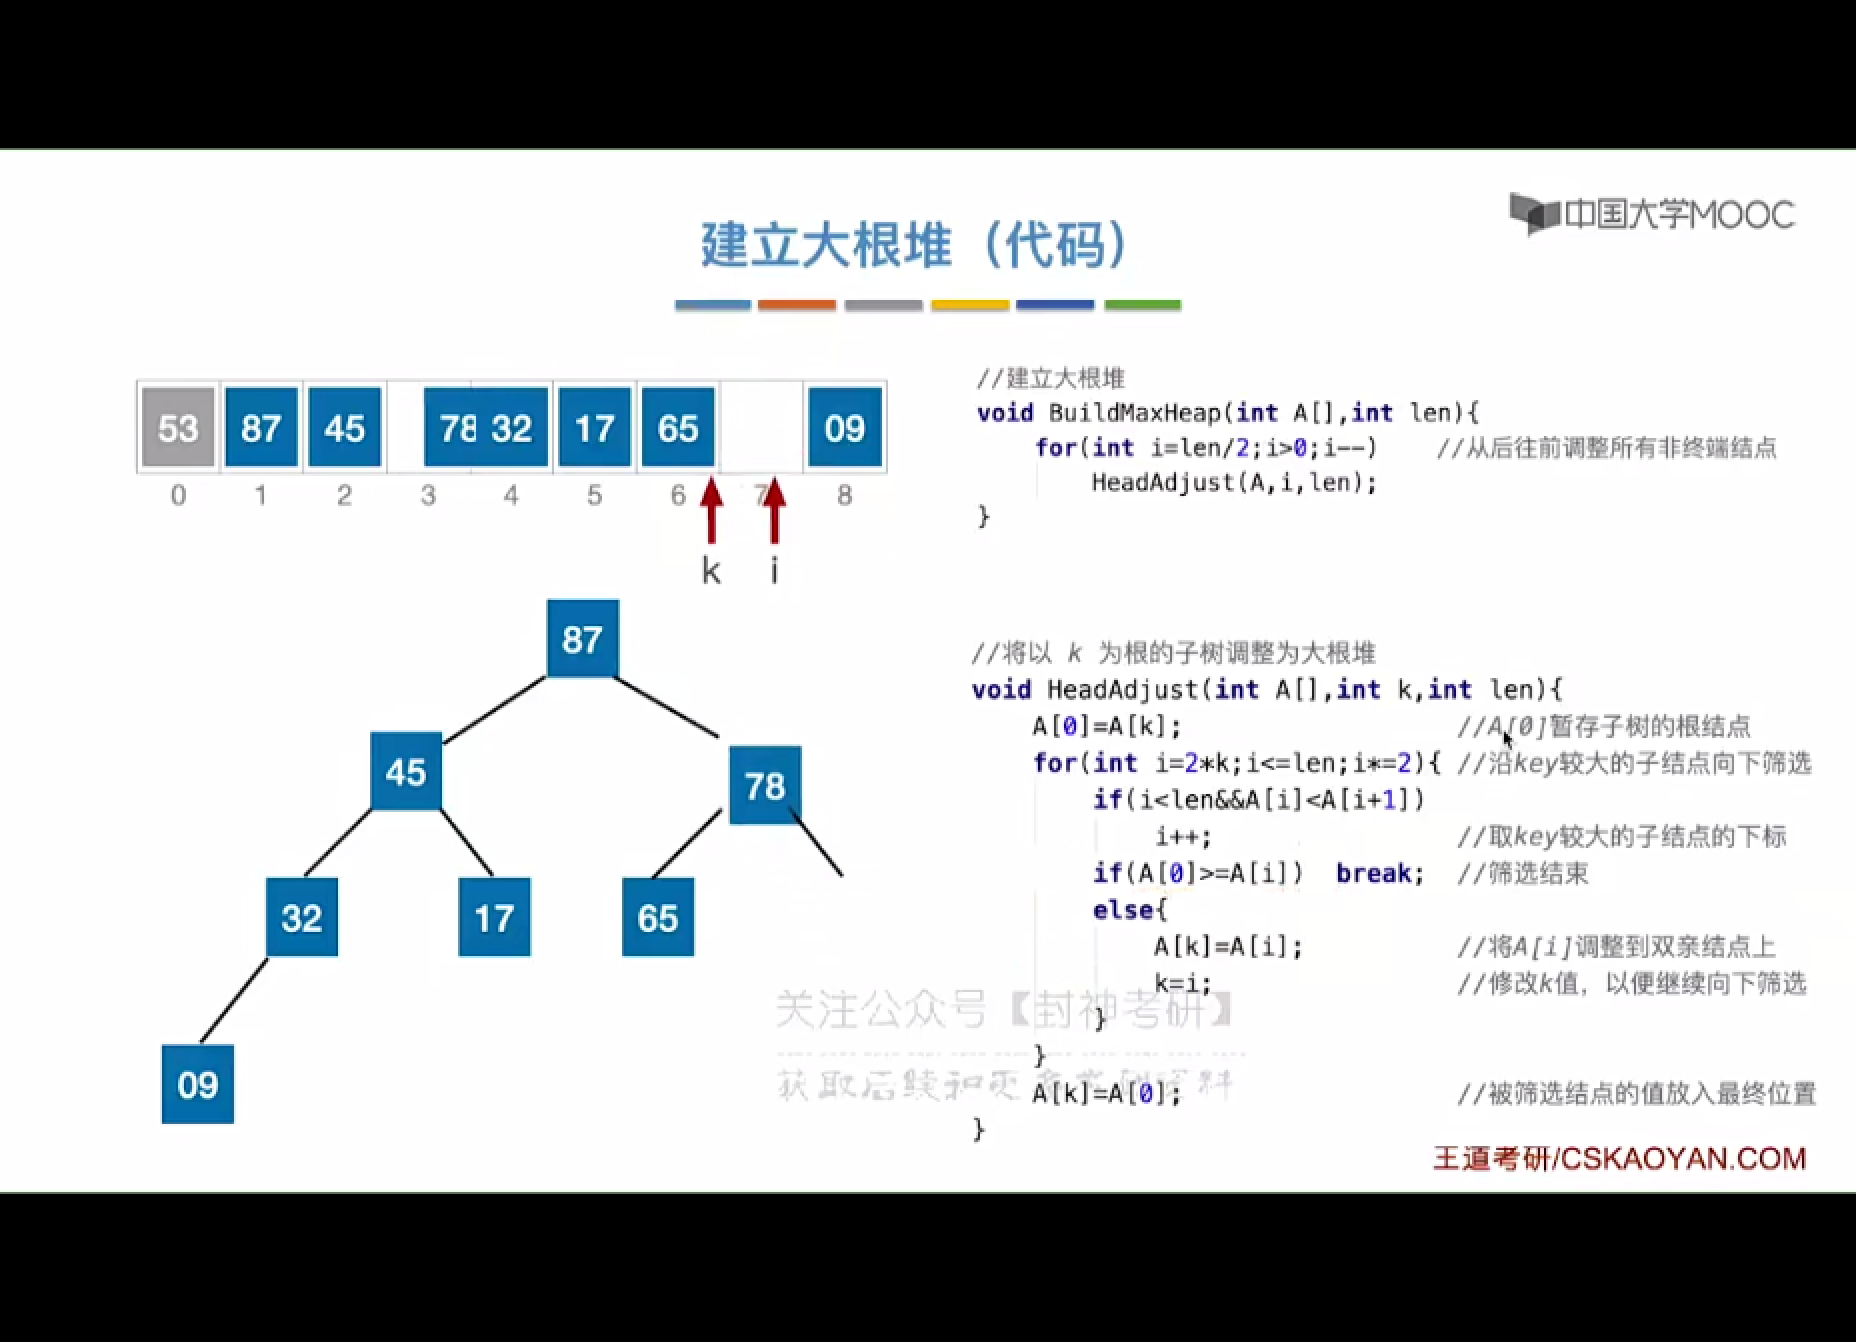 中国大学MOOC
建立大根堆（代码）
53 87 45 78 32 17 65 09
0 1 2 3 4 5 6 7 8
k i
87
45 78
32 17 65
09
//建立大根堆
void BuildMaxHeap(int A[],int len){
for(int i=len/2;i>0;i--) //从后往前调整所有非终端结点
HeadAdjust(A,i,len);
}
//将以 k 为根的子树调整为大根堆
void HeadAdjust(int A[],int k,int len){
A[0]=A[k]; //A[0]暂存子树的根结点
for(int i=2*k;i<=len;i*=2){ //沿key较大的子结点向下筛选
if(i<len&&A[i]<A[i+1])
i++; //取key较大的子结点的下标
if(A[0]>=A[i]) break; //筛选结束
else{
A[k]=A[i]; //将A[i]调整到双亲结点上
k=i; //修改k值，以便继续向下筛选
}
}
A[k]=A[0]; //被筛选结点的值放入最终位置
}
关注公众号【封神考研】
获取后续和更
王道考研/CSKAOYAN.COM